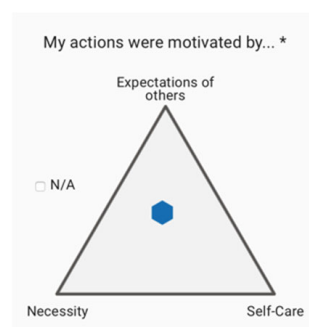 My actions were motivated by... *
Expectations of
others
N/A
Necessity
Self-Care